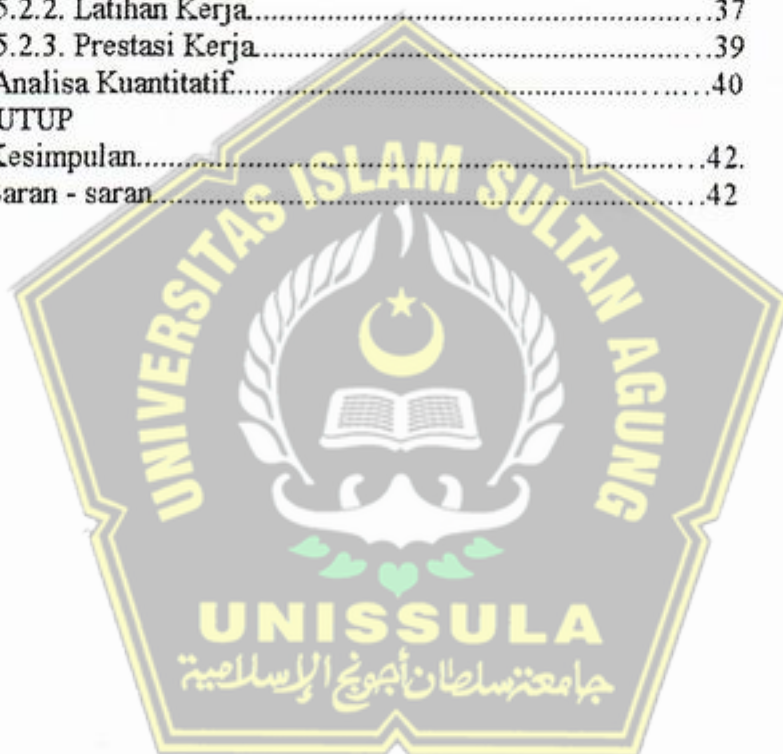 5.2.2. Latihan Kerja.......................................................37
5.2.3. Prestasi Kerja......................................................39
Analisa Kuantitatif.......................................................40
UTUP
Kesimpulan.......................................................42.
Saran - saran.......................................................42
UNIVERSITAS ISLAM SULTAN AGUNG
UNISSULA
جامعة سلطان أجونج الإسلامية